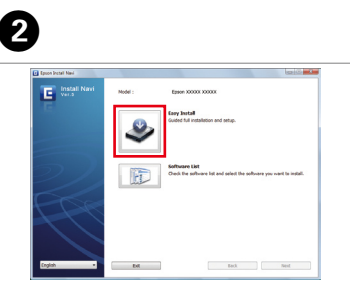 2
Epson Install Navi
E Install Navi
Ver.3
Model : Epson XXXXX XXXXX
Easy Install
Guided full installation and setup.
Software List
Check the software list and select the software you want to install.
English Exit Back Next